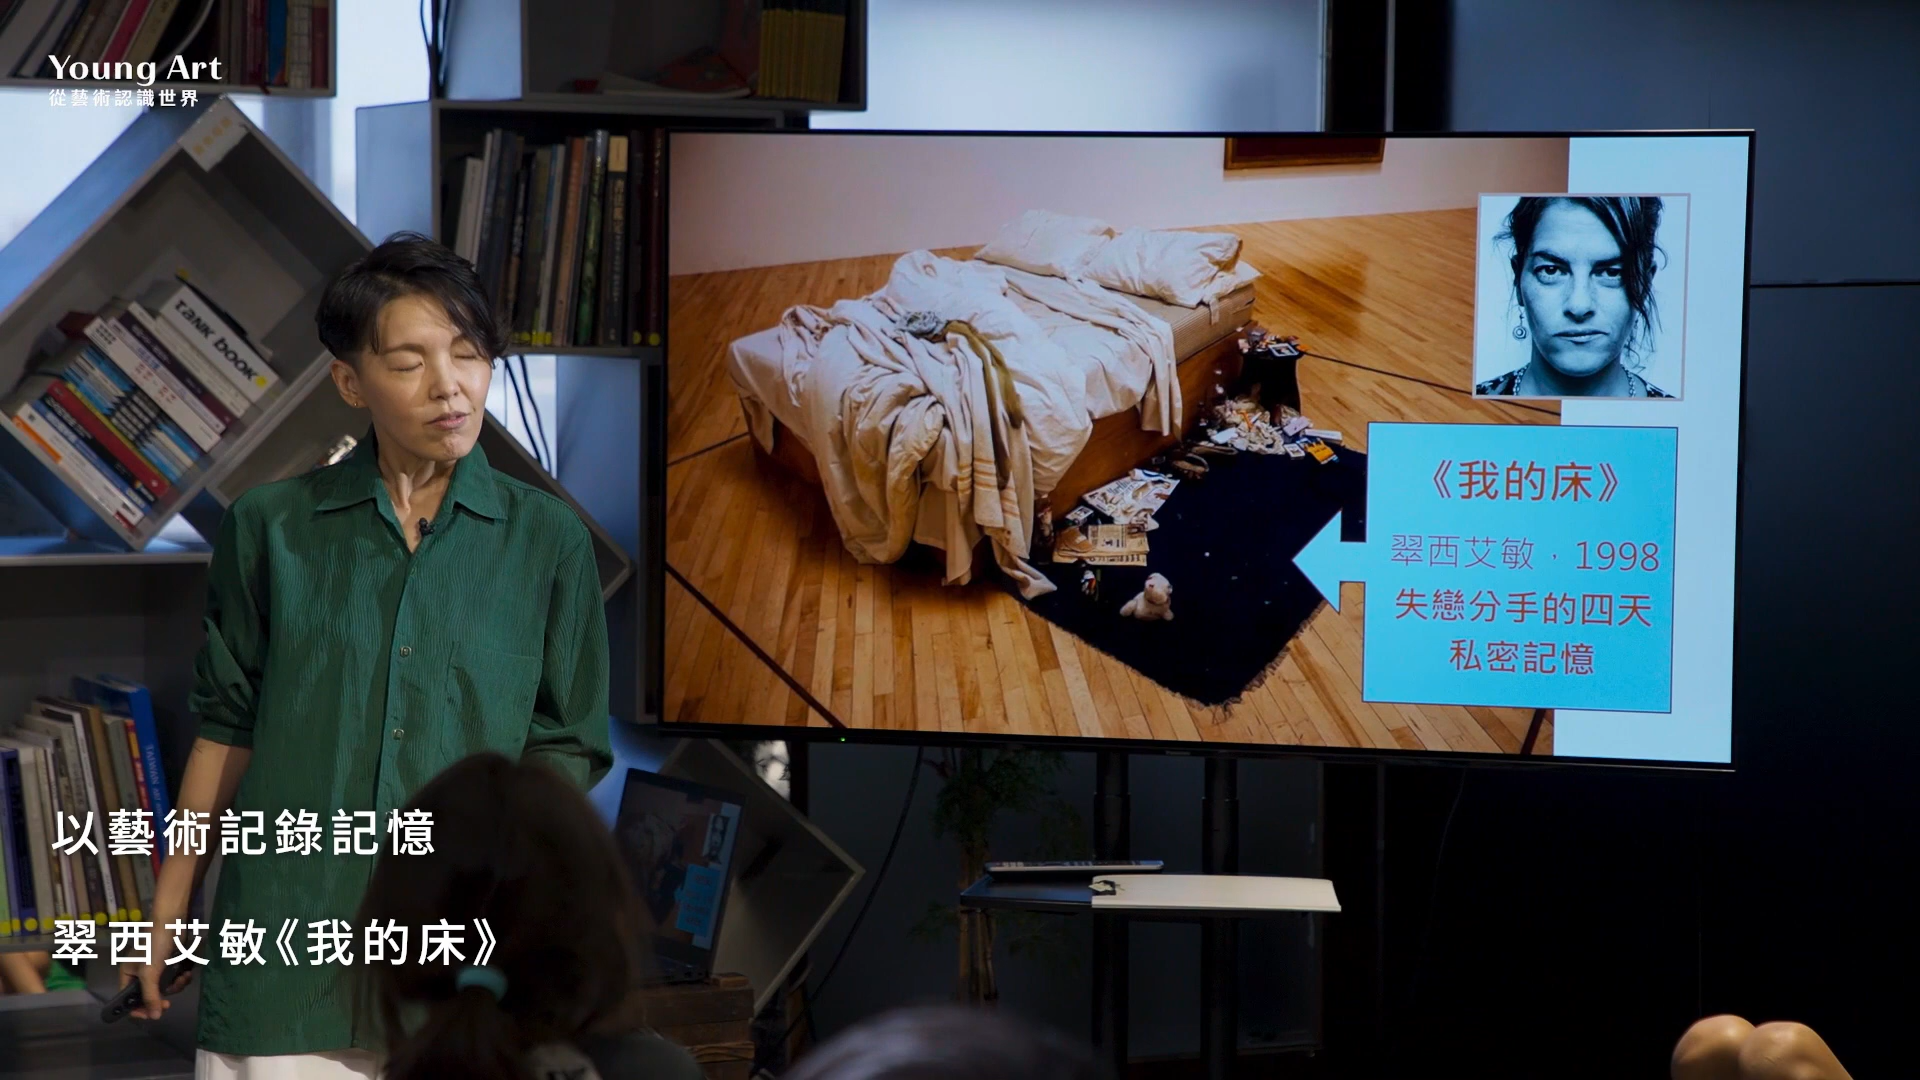 Young Art
從藝術認識世界
TANK BOOK
《我的床》
翠西艾敏，1998
失戀分手的四天
私密記憶
以藝術記錄記憶
翠西艾敏《我的床》